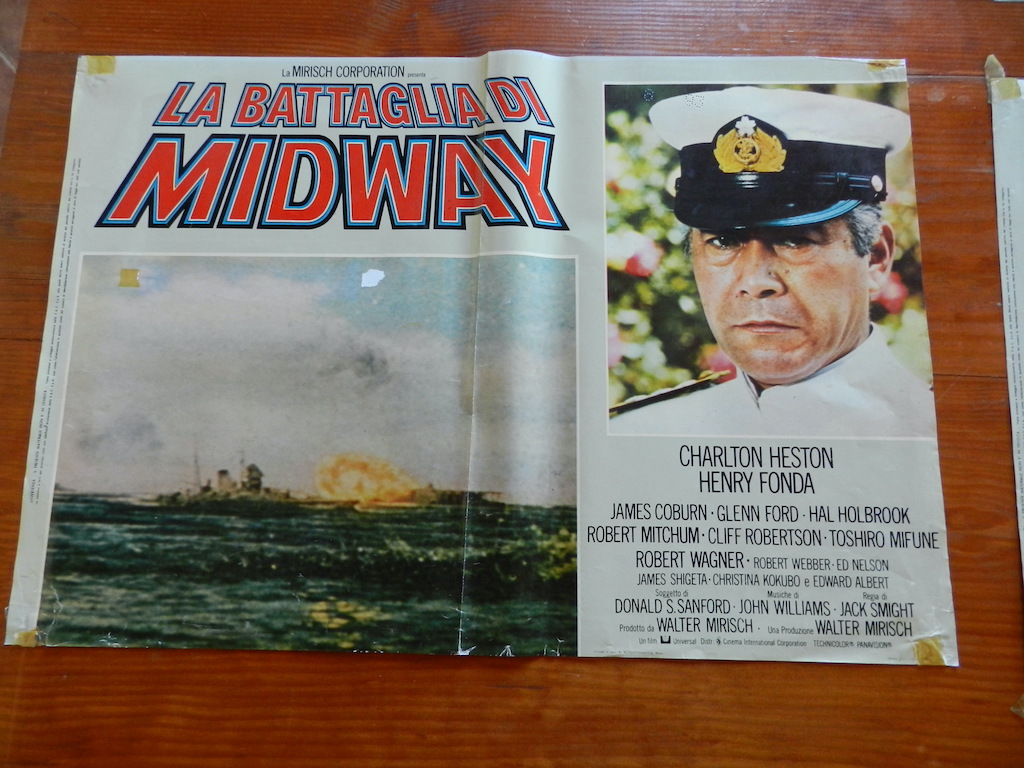 La MIRISCH CORPORATION presenta
LA BATTAGLIA DI
MIDWAY
CHARLTON HESTON
HENRY FONDA
JAMES COBURN · GLENN FORD · HAL HOLBROOK
ROBERT MITCHUM · CLIFF ROBERTSON · TOSHIRO MIFUNE
ROBERT WAGNER · ROBERT WEBBER · ED NELSON
JAMES SHIGETA · CHRISTINA KOKUBO e EDWARD ALBERT
Soggetto di Musiche di Regia di
DONALD S. SANFORD · JOHN WILLIAMS · JACK SMIGHT
Prodotto da WALTER MIRISCH · Una Produzione WALTER MIRISCH
Un film Universal Distr. Cinema International Corporation TECHNICOLOR® PANAVISION®